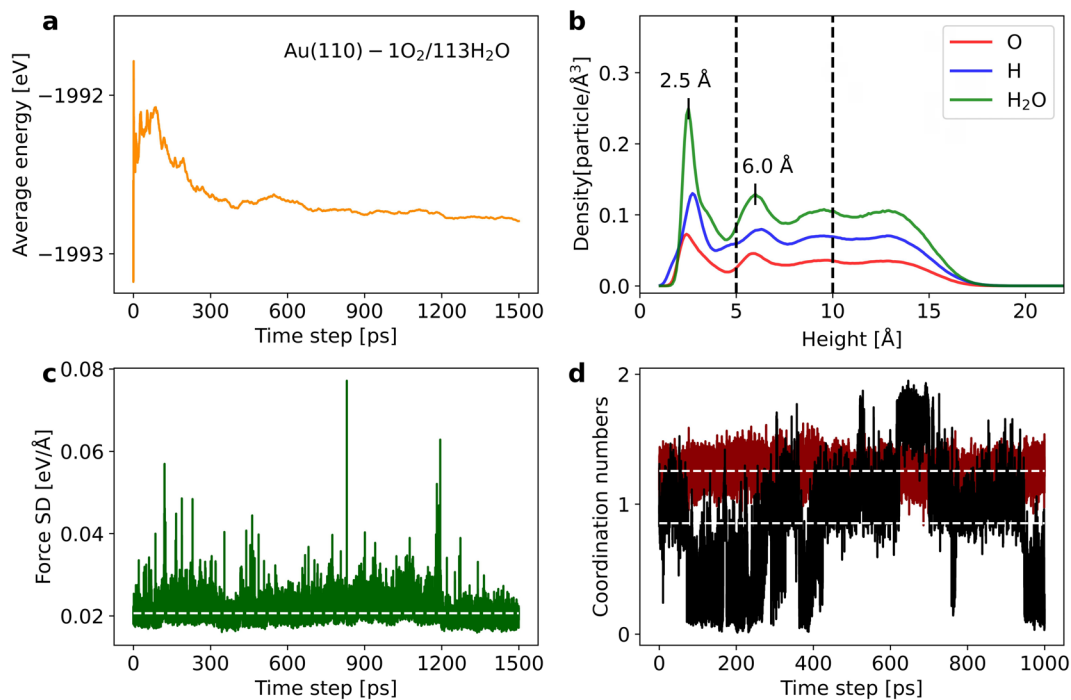 a
Au(110) − 1O₂/113H₂O
Average energy [eV]
−1992
−1993
0 300 600 900 1200 1500
Time step [ps]
b
Density[particle/Å³]
0.3
0.2
0.1
0.0
2.5 Å
6.0 Å
O
H
H₂O
0 5 10 15 20
Height [Å]
c
Force SD [eV/Å]
0.08
0.06
0.04
0.02
0 300 600 900 1200 1500
Time step [ps]
d
Coordination numbers
2
1
0
0 200 400 600 800 1000
Time step [ps]